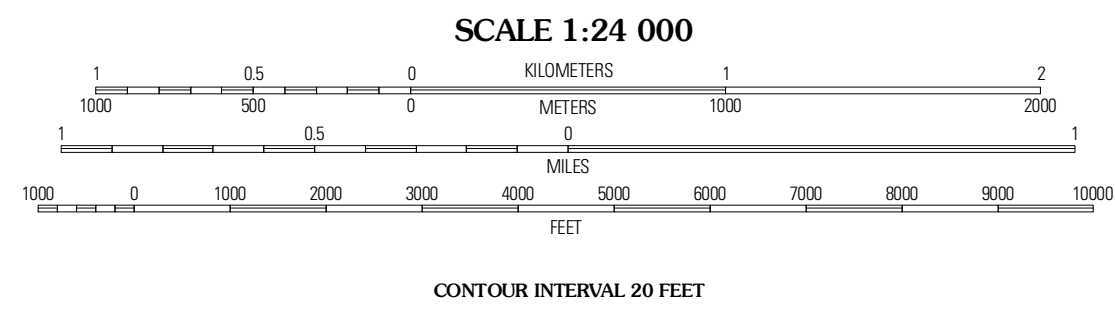 SCALE 1:24 000
1 0.5 0 KILOMETERS 1 2
1000 500 0 METERS 1000 2000
1 0.5 0 1
MILES
1000 0 1000 2000 3000 4000 5000 6000 7000 8000 9000 10000
FEET
CONTOUR INTERVAL 20 FEET